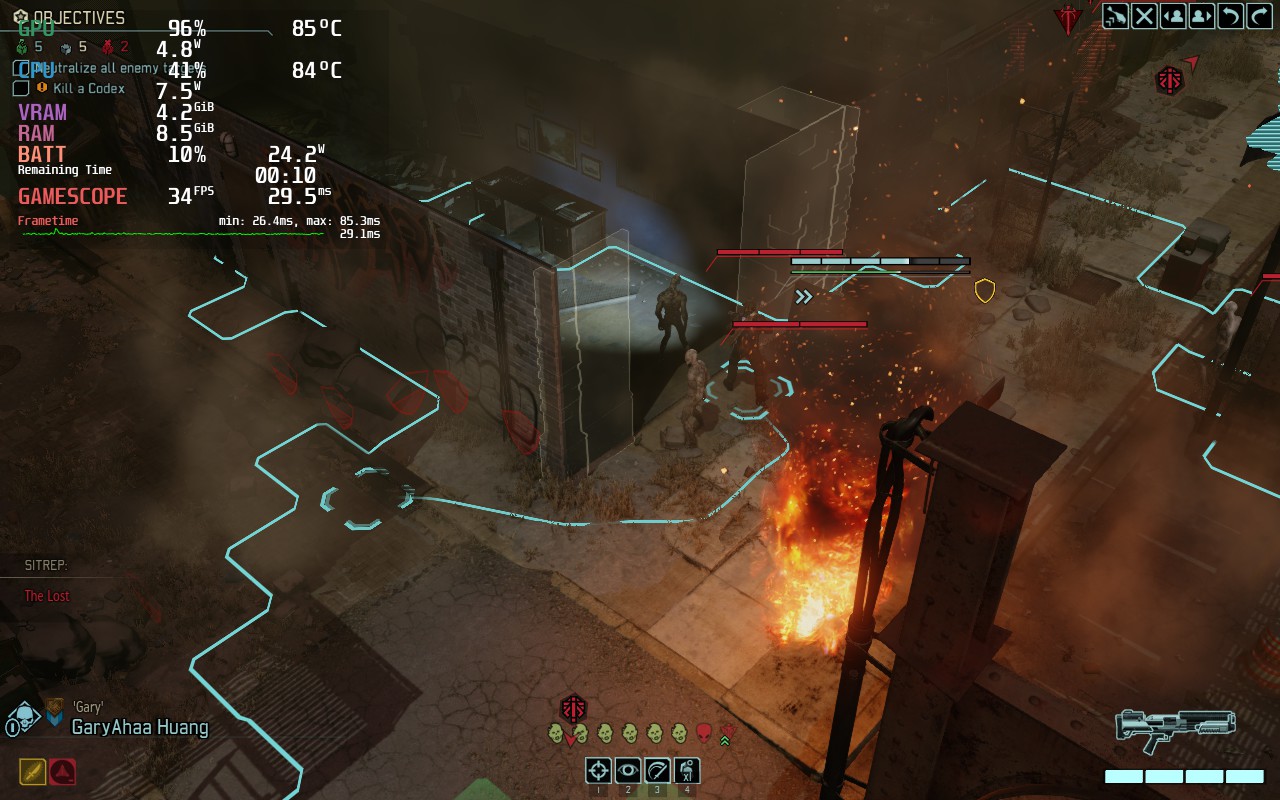 OBJECTIVES
GPU 96% 85°C
5 5 2
4.8W
Neutralize all enemy targets
CPU 41% 84°C
Kill a Codex
7.5W
VRAM 4.2GiB
RAM 8.5GiB
BATT 10% 24.2W
Remaining Time 00:10
GAMESCOPE 34FPS 29.5ms
Frametime min: 26.4ms, max: 85.3ms
29.1ms
SITREP:
The Lost
'Gary'
GaryAhaa Huang
X1
1 2 3 4